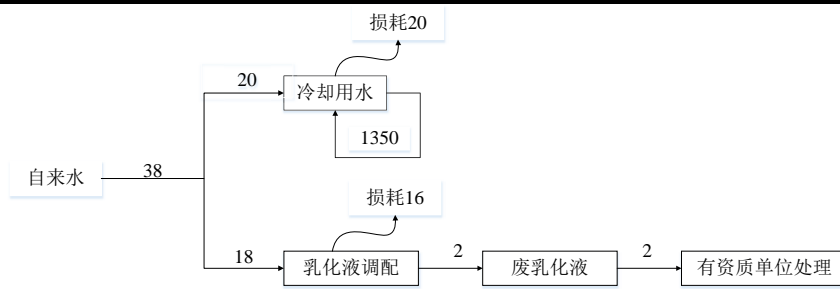 损耗20
20
冷却用水
1350
自来水
38
损耗16
18
乳化液调配
2
废乳化液
2
有资质单位处理